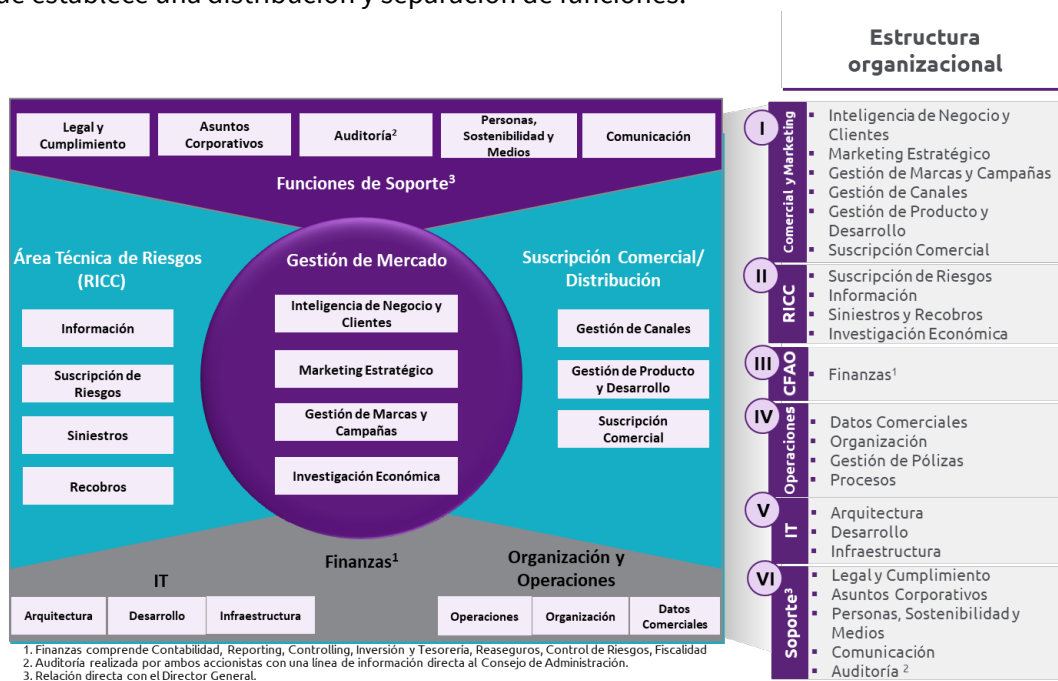 de establece una distribución y separación de funciones.
Estructura
organizacional
Legal y
Cumplimiento
Asuntos
Corporativos
Auditoría²
Personas,
Sostenibilidad y
Medios
Comunicación
Funciones de Soporte³
Área Técnica de Riesgos
(RICC)
Información
Suscripción de
Riesgos
Siniestros
Recobros
Gestión de Mercado
Inteligencia de Negocio y
Clientes
Marketing Estratégico
Gestión de Marcas y
Campañas
Investigación Económica
Suscripción Comercial/
Distribución
Gestión de Canales
Gestión de Producto
y Desarrollo
Suscripción
Comercial
IT
Arquitectura
Desarrollo
Infraestructura
Finanzas¹
Organización y
Operaciones
Operaciones
Organización
Datos
Comerciales
1. Finanzas comprende Contabilidad, Reporting, Controlling, Inversión y Tesorería, Reaseguros, Control de Riesgos, Fiscalidad
2. Auditoría realizada por ambos accionistas con una línea de información directa al Consejo de Administración.
3. Relación directa con el Director General.
I
Comercial y Marketing
▪ Inteligencia de Negocio y
Clientes
▪ Marketing Estratégico
▪ Gestión de Marcas y Campañas
▪ Gestión de Canales
▪ Gestión de Producto y
Desarrollo
▪ Suscripción Comercial
II
RICC
▪ Suscripción de Riesgos
▪ Información
▪ Siniestros y Recobros
▪ Investigación Económica
III
CFAO
▪ Finanzas¹
IV
Operaciones
▪ Datos Comerciales
▪ Organización
▪ Gestión de Pólizas
▪ Procesos
V
IT
▪ Arquitectura
▪ Desarrollo
▪ Infraestructura
VI
Soporte³
▪ Legal y Cumplimiento
▪ Asuntos Corporativos
▪ Personas, Sostenibilidad y
Medios
▪ Comunicación
▪ Auditoría ²